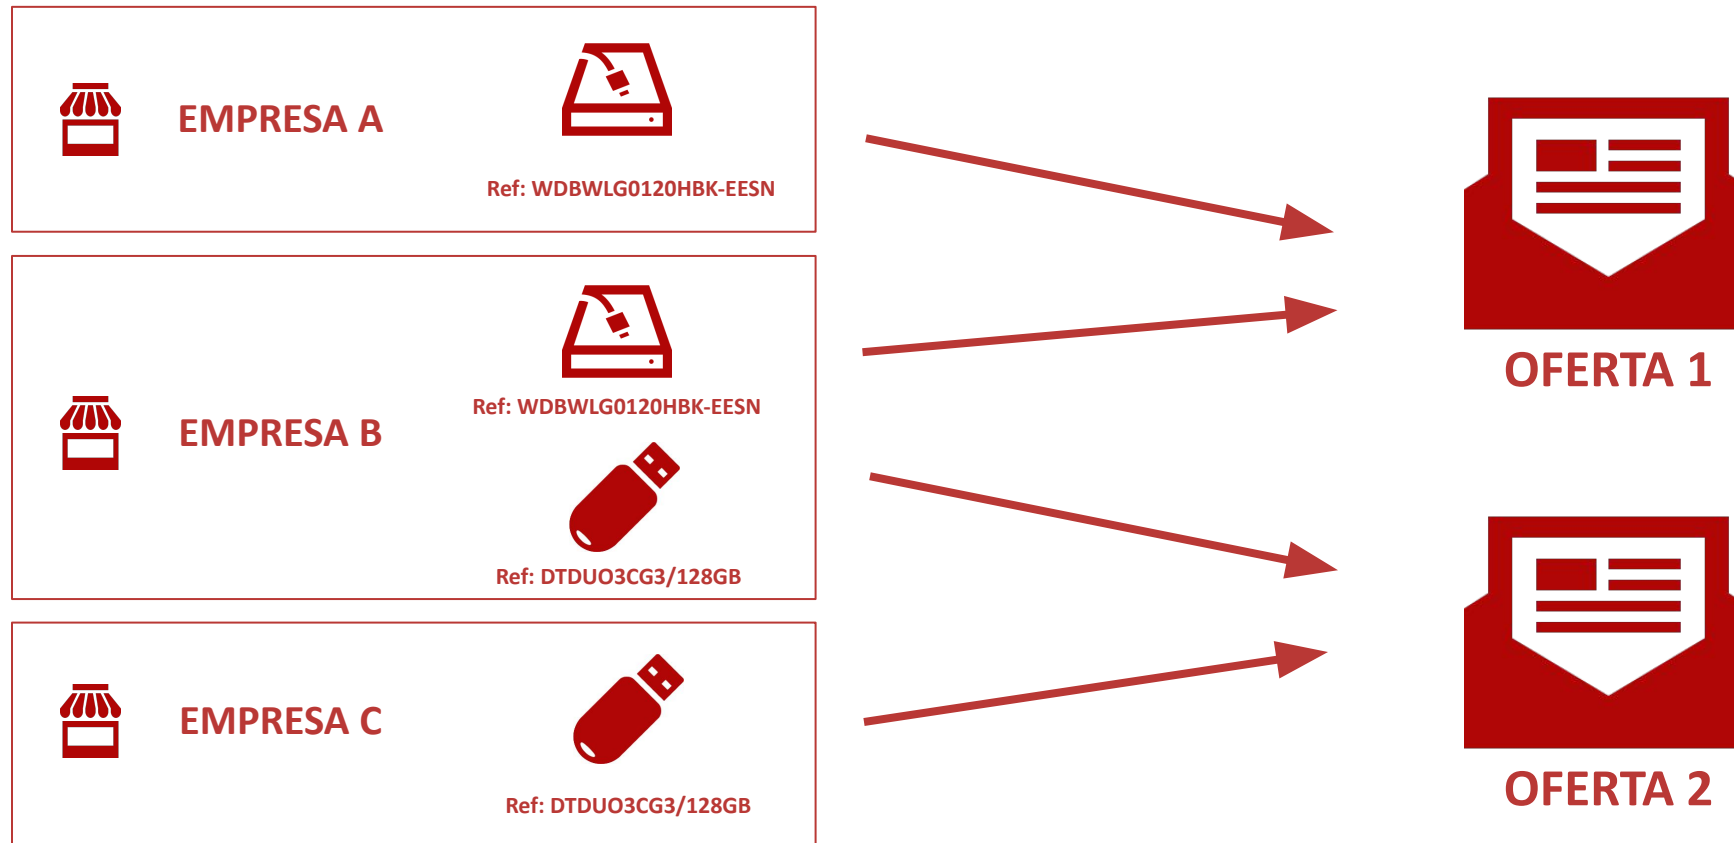 EMPRESA A
Ref: WDBWLG0120HBK-EESN
EMPRESA B
Ref: WDBWLG0120HBK-EESN
Ref: DTDUO3CG3/128GB
EMPRESA C
Ref: DTDUO3CG3/128GB
OFERTA 1
OFERTA 2